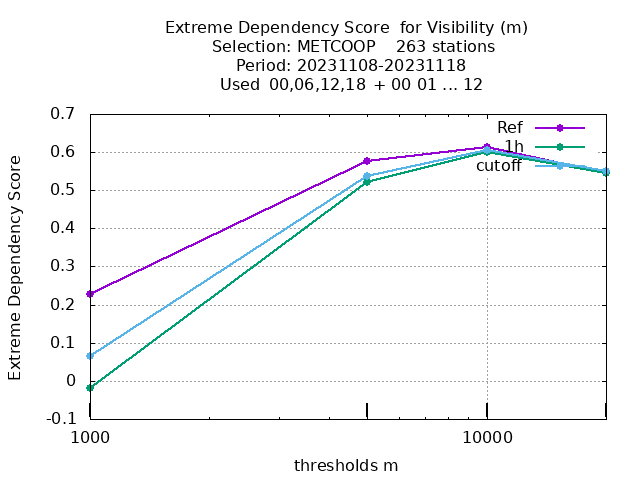 Extreme Dependency Score  for Visibility (m)
Selection: METCOOP    263 stations
Period: 20231108-20231118
Used  00,06,12,18  + 00 01 ... 12
Extreme Dependency Score
0.7
0.6
0.5
0.4
0.3
0.2
0.1
0
-0.1
Ref
1h
cutoff
1000
10000
thresholds m